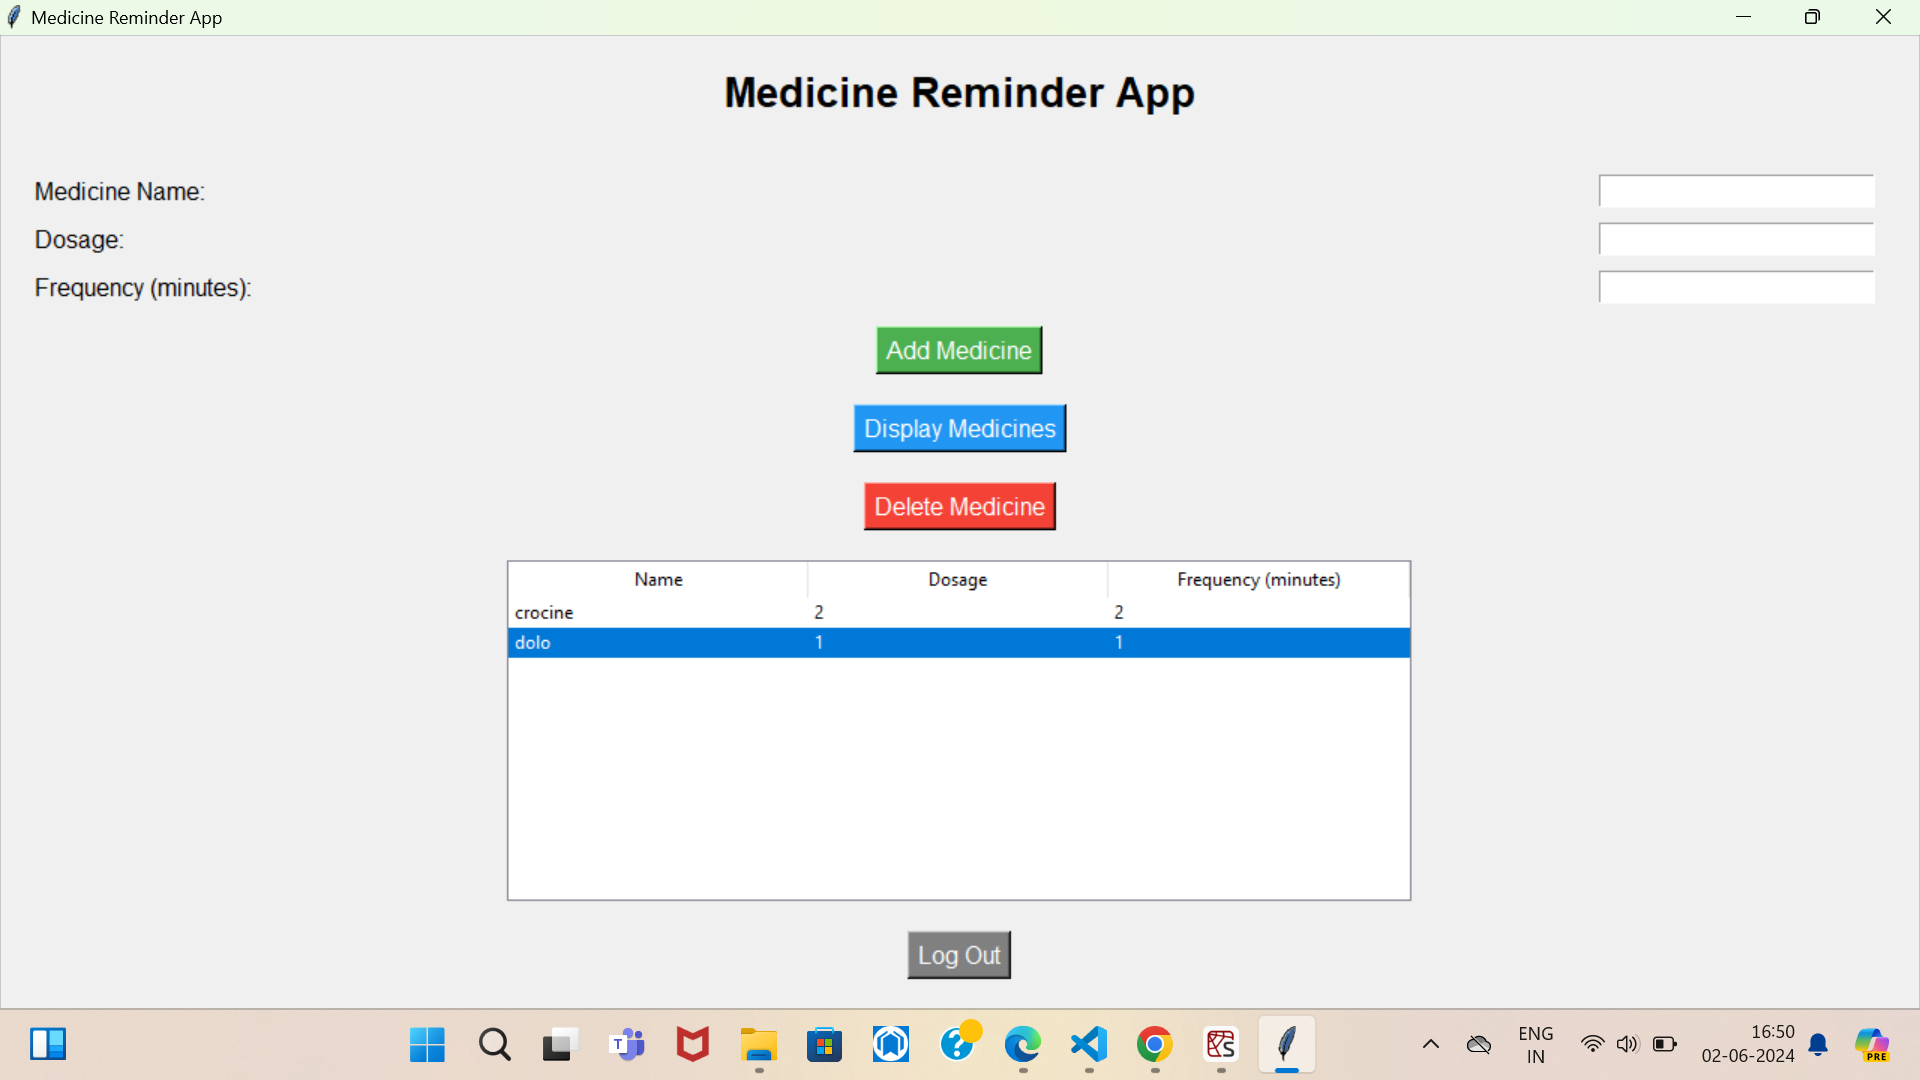 Medicine Reminder App
Medicine Reminder App
Medicine Name:
Dosage:
Frequency (minutes):
Add Medicine
Display Medicines
Delete Medicine
Name Dosage Frequency (minutes)
crocine 2 2
dolo 1 1
Log Out
T
?
ENG
IN
16:50
02-06-2024
PRE